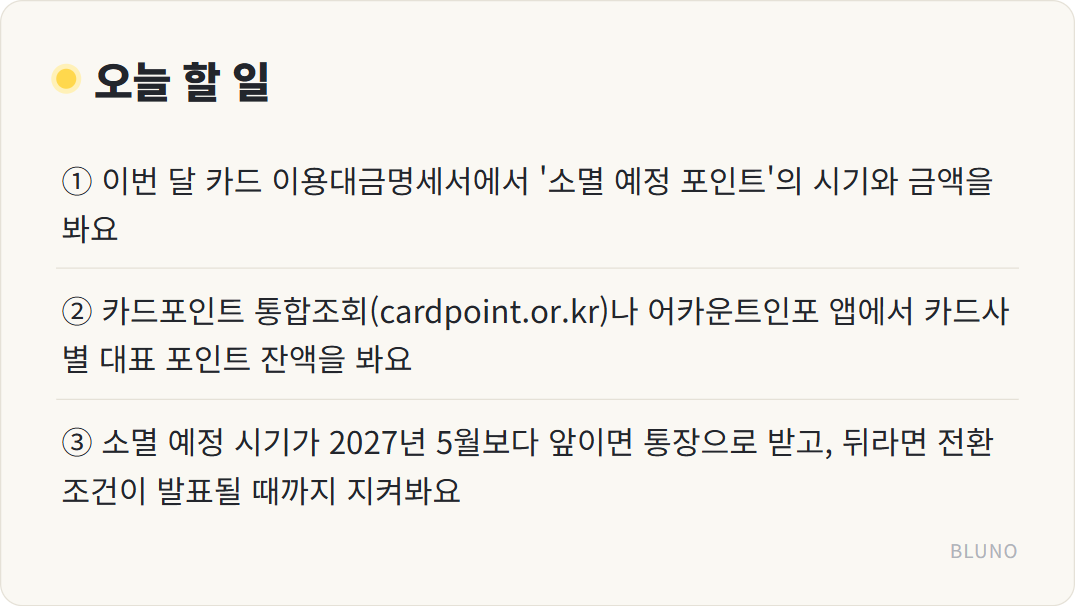 오늘 할 일
① 이번 달 카드 이용대금명세서에서 '소멸 예정 포인트'의 시기와 금액을
봐요
② 카드포인트 통합조회(cardpoint.or.kr)나 어카운트인포 앱에서 카드사
별 대표 포인트 잔액을 봐요
③ 소멸 예정 시기가 2027년 5월보다 앞이면 통장으로 받고, 뒤라면 전환
조건이 발표될 때까지 지켜봐요
BLUNO